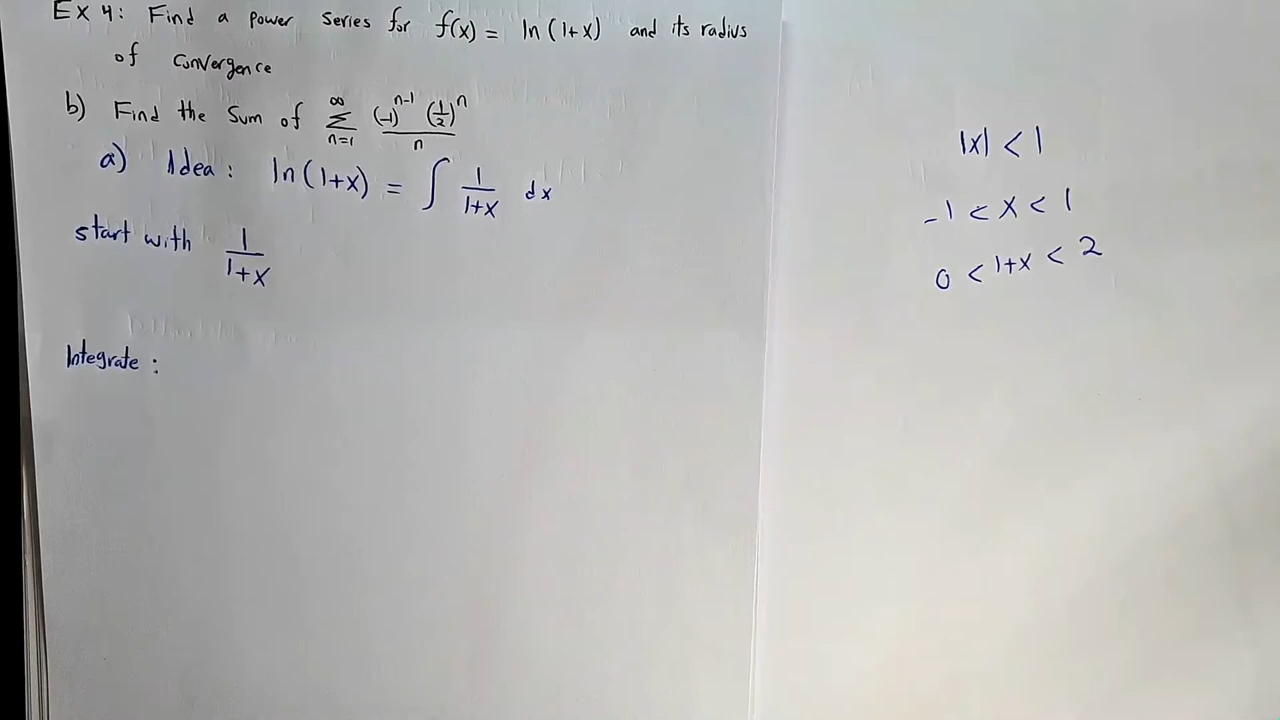 EX 4: Find a power series for f(x) = ln(1+x) and its radius
of convergence
b) Find the sum of ∞ Σ n=1 (-1)^{n-1} (1/2)^n / n
a) Idea: ln(1+x) = ∫ 1/(1+x) dx
start with 1/(1+x)
Integrate:
|x| < 1
-1 < x < 1
0 < 1+x < 2